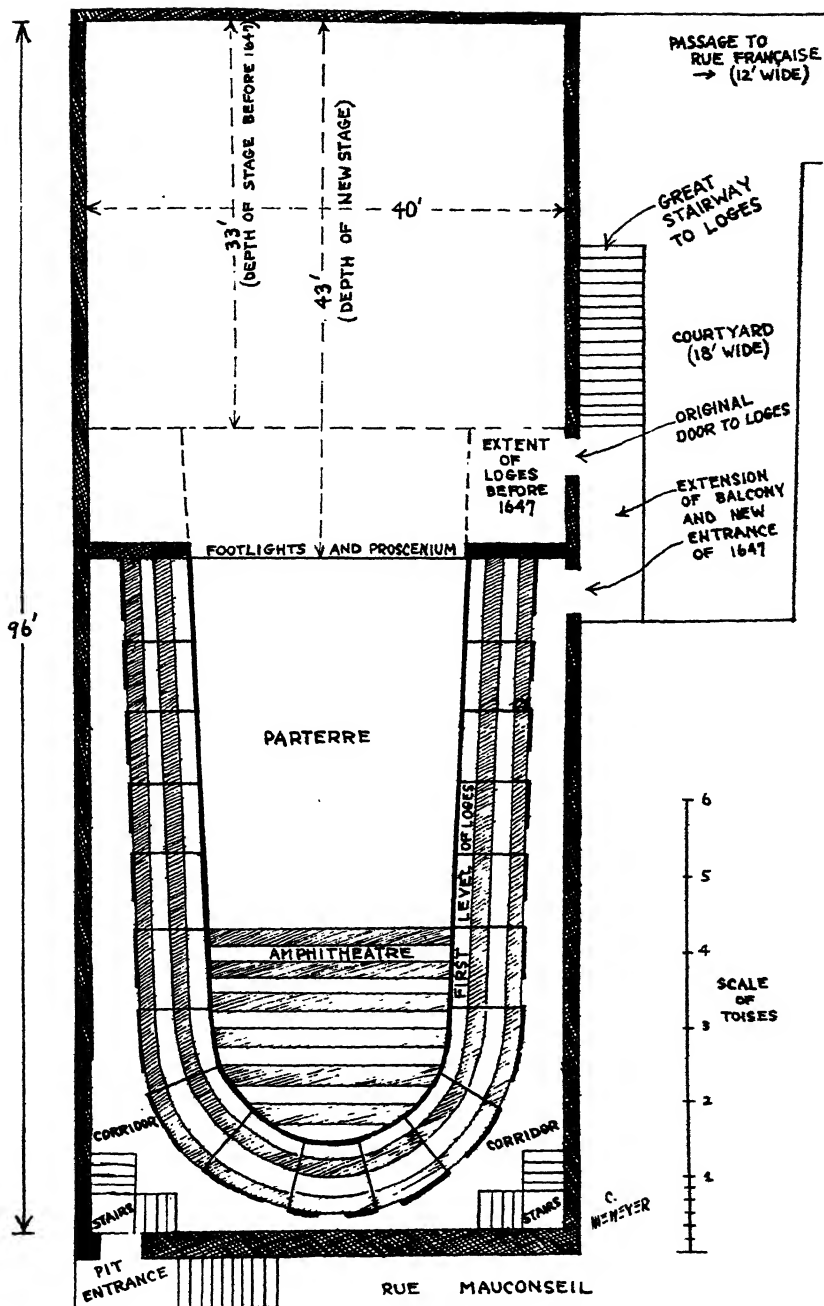 PASSAGE TO
RUE FRANÇAISE
→ (12' WIDE)
33'
(DEPTH OF STAGE BEFORE 1647)
43'
(DEPTH OF NEW STAGE)
40'
96'
GREAT
STAIRWAY
TO LOGES
COURTYARD
(18' WIDE)
ORIGINAL
DOOR TO LOGES
EXTENT
OF
LOGES
BEFORE
1647
EXTENSION
OF BALCONY
AND NEW
ENTRANCE
OF 1647
FOOTLIGHTS AND PROSCENIUM
PARTERRE
FIRST LEVEL OF LOGES
AMPHITHEATRE
6
5
4
3
2
1
SCALE
OF
TOISES
CORRIDOR
CORRIDOR
STAIRS
STAIRS
C.
PIT
ENTRANCE
RUE MAUCONSEIL